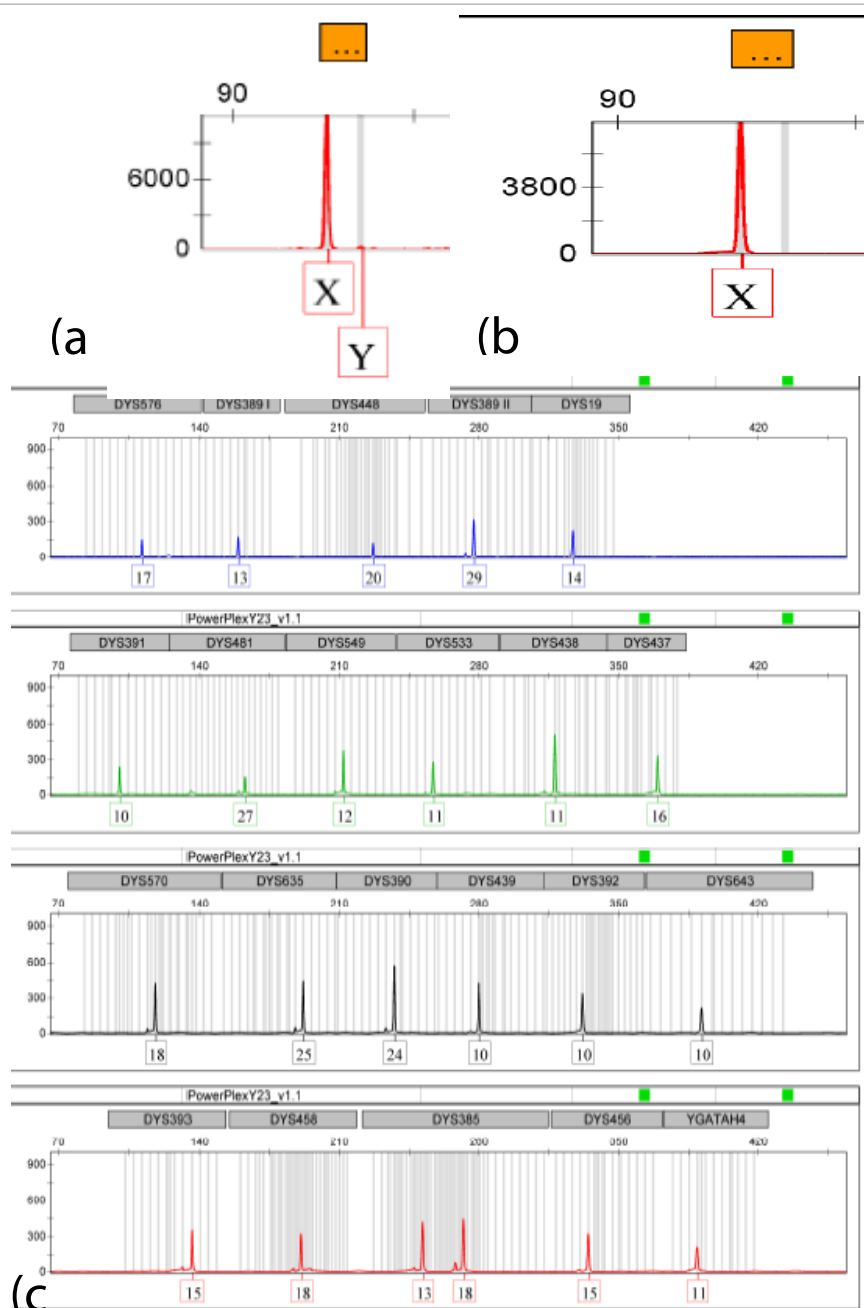 ... ...
90 90
6000 3800
0 0
X X
(a Y (b
DYS576 DYS389 I DYS448 DYS389 II DYS19
70 140 210 280 350 420
900
600
300
0
17 13 20 29 14
PowerPlexY23_v1.1
DYS391 DYS481 DYS549 DYS533 DYS438 DYS437
70 140 210 280 350 420
900
600
300
0
10 27 12 11 11 16
PowerPlexY23_v1.1
DYS570 DYS635 DYS390 DYS439 DYS392 DYS643
70 140 210 280 350 420
900
600
300
0
18 25 24 10 10 10
PowerPlexY23_v1.1
DYS393 DYS458 DYS385 DYS456 YGATAH4
70 140 210 200 350 420
900
600
300
0
15 18 13 18 15 11
(c